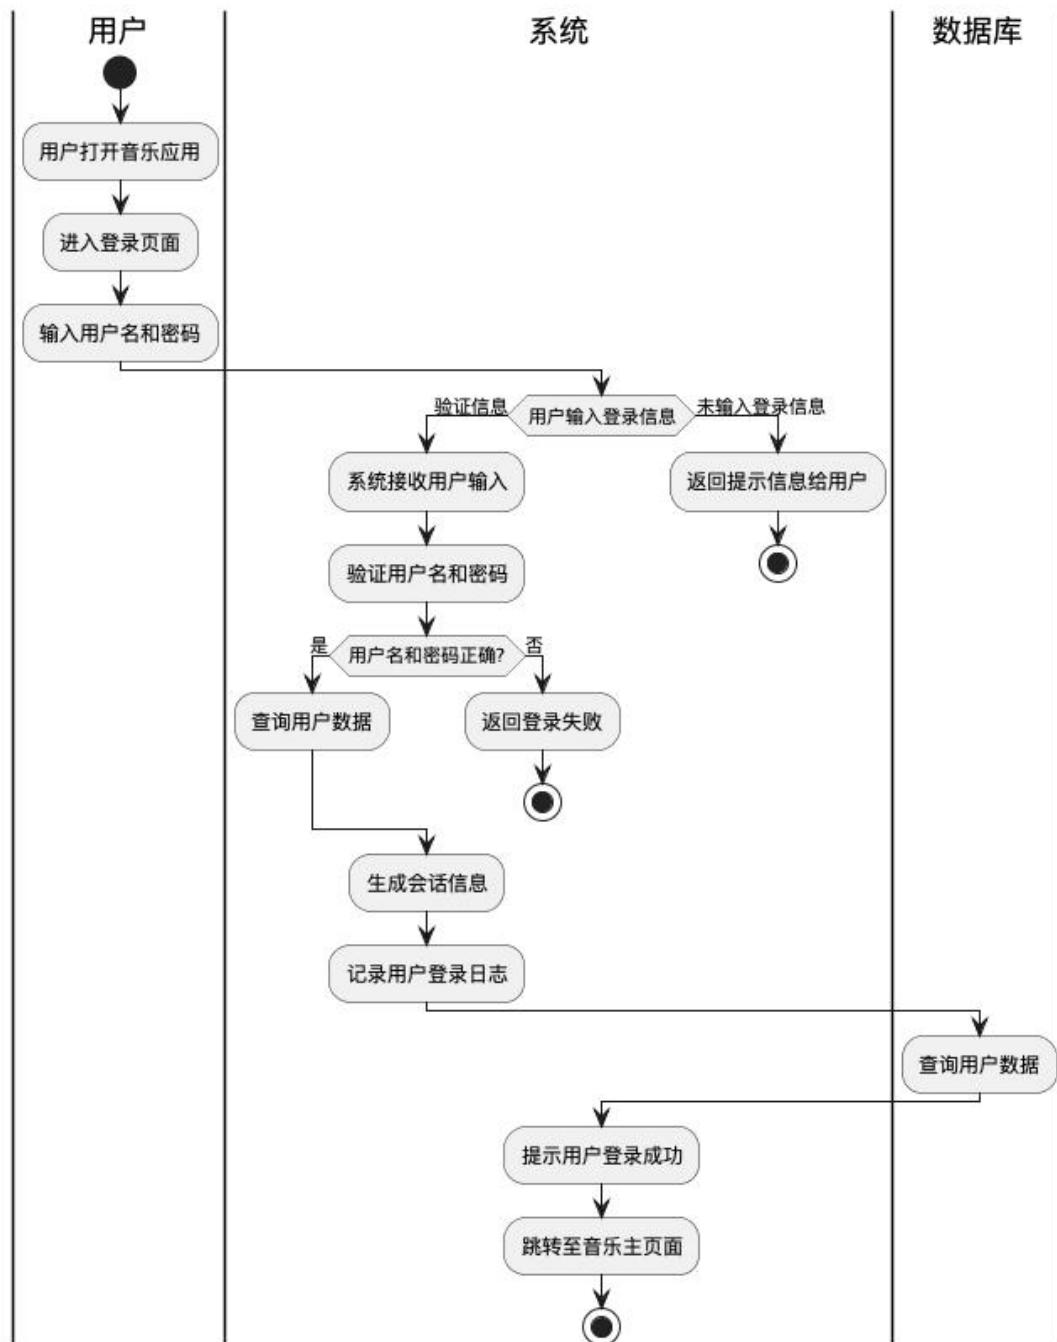 用户
系统
数据库
用户打开音乐应用
进入登录页面
输入用户名和密码
验证信息
用户输入登录信息
未输入登录信息
系统接收用户输入
返回提示信息给用户
验证用户名和密码
是
用户名和密码正确?
否
查询用户数据
返回登录失败
生成会话信息
记录用户登录日志
查询用户数据
提示用户登录成功
跳转至音乐主页面